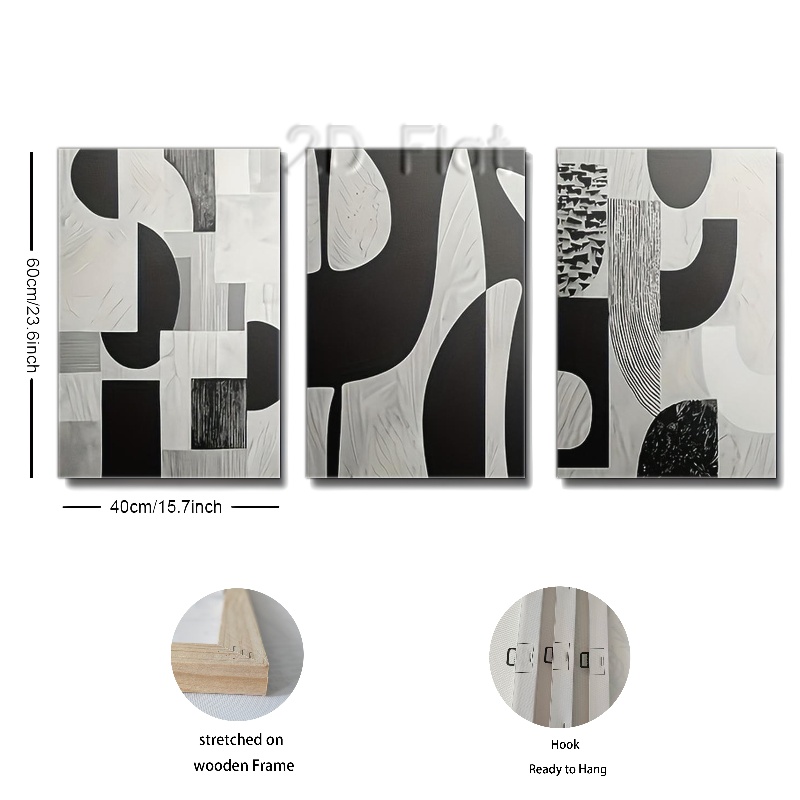 2D Flat
60cm/23.6inch
40cm/15.7inch
stretched on
wooden Frame
Hook
Ready to Hang